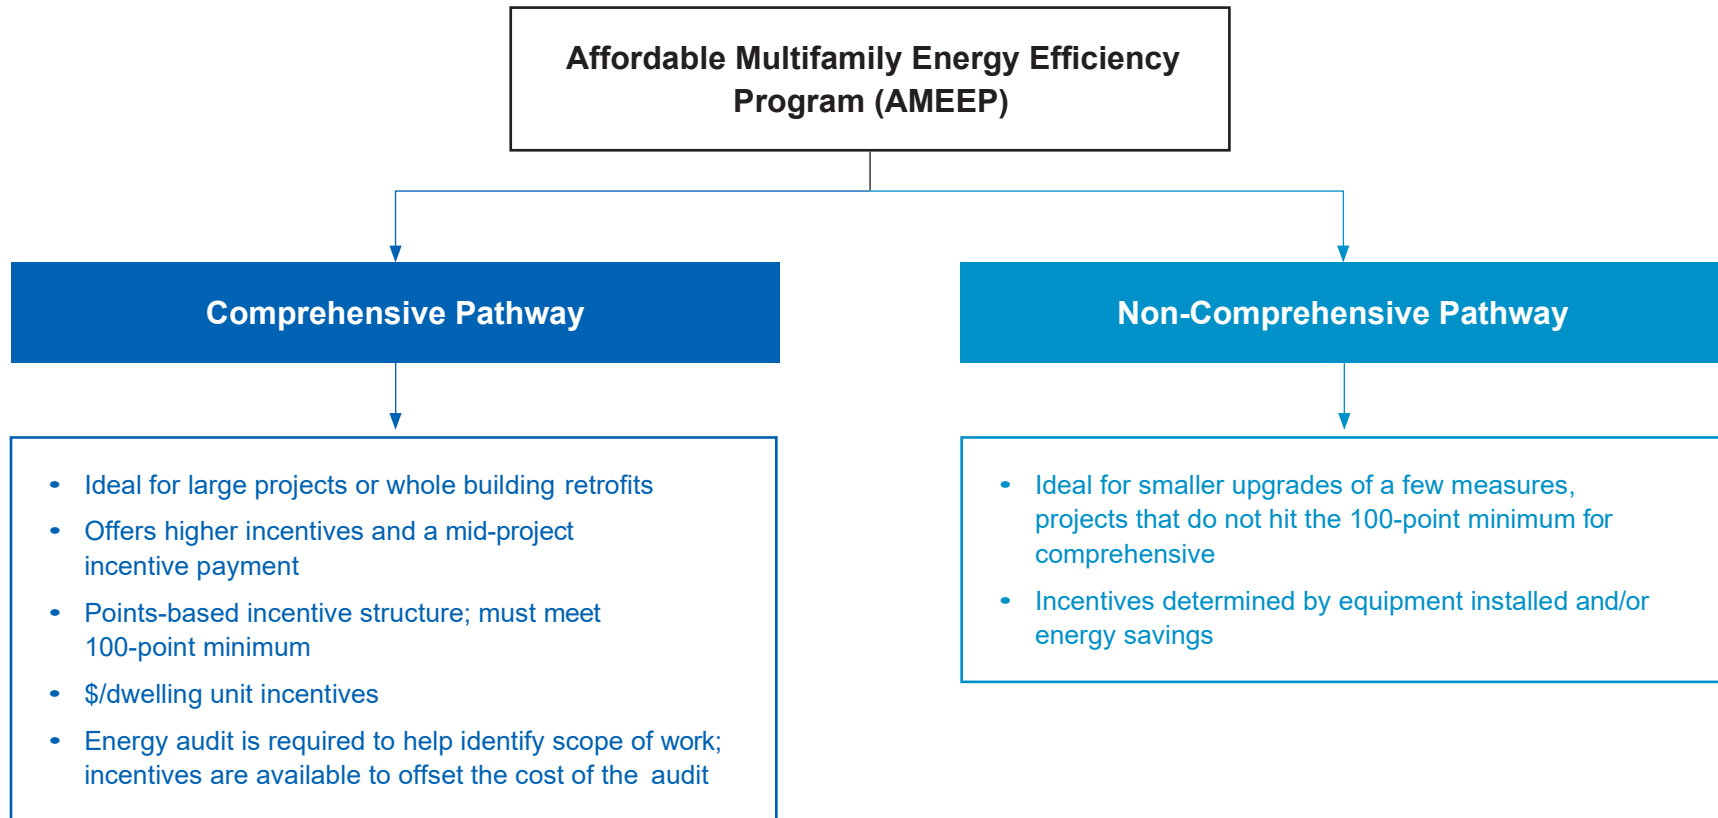 Affordable Multifamily Energy Efficiency
Program (AMEEP)
Comprehensive Pathway
• Ideal for large projects or whole building retrofits
• Offers higher incentives and a mid-project
incentive payment
• Points-based incentive structure; must meet
100-point minimum
• $/dwelling unit incentives
• Energy audit is required to help identify scope of work;
incentives are available to offset the cost of the audit
Non-Comprehensive Pathway
• Ideal for smaller upgrades of a few measures,
projects that do not hit the 100-point minimum for
comprehensive
• Incentives determined by equipment installed and/or
energy savings